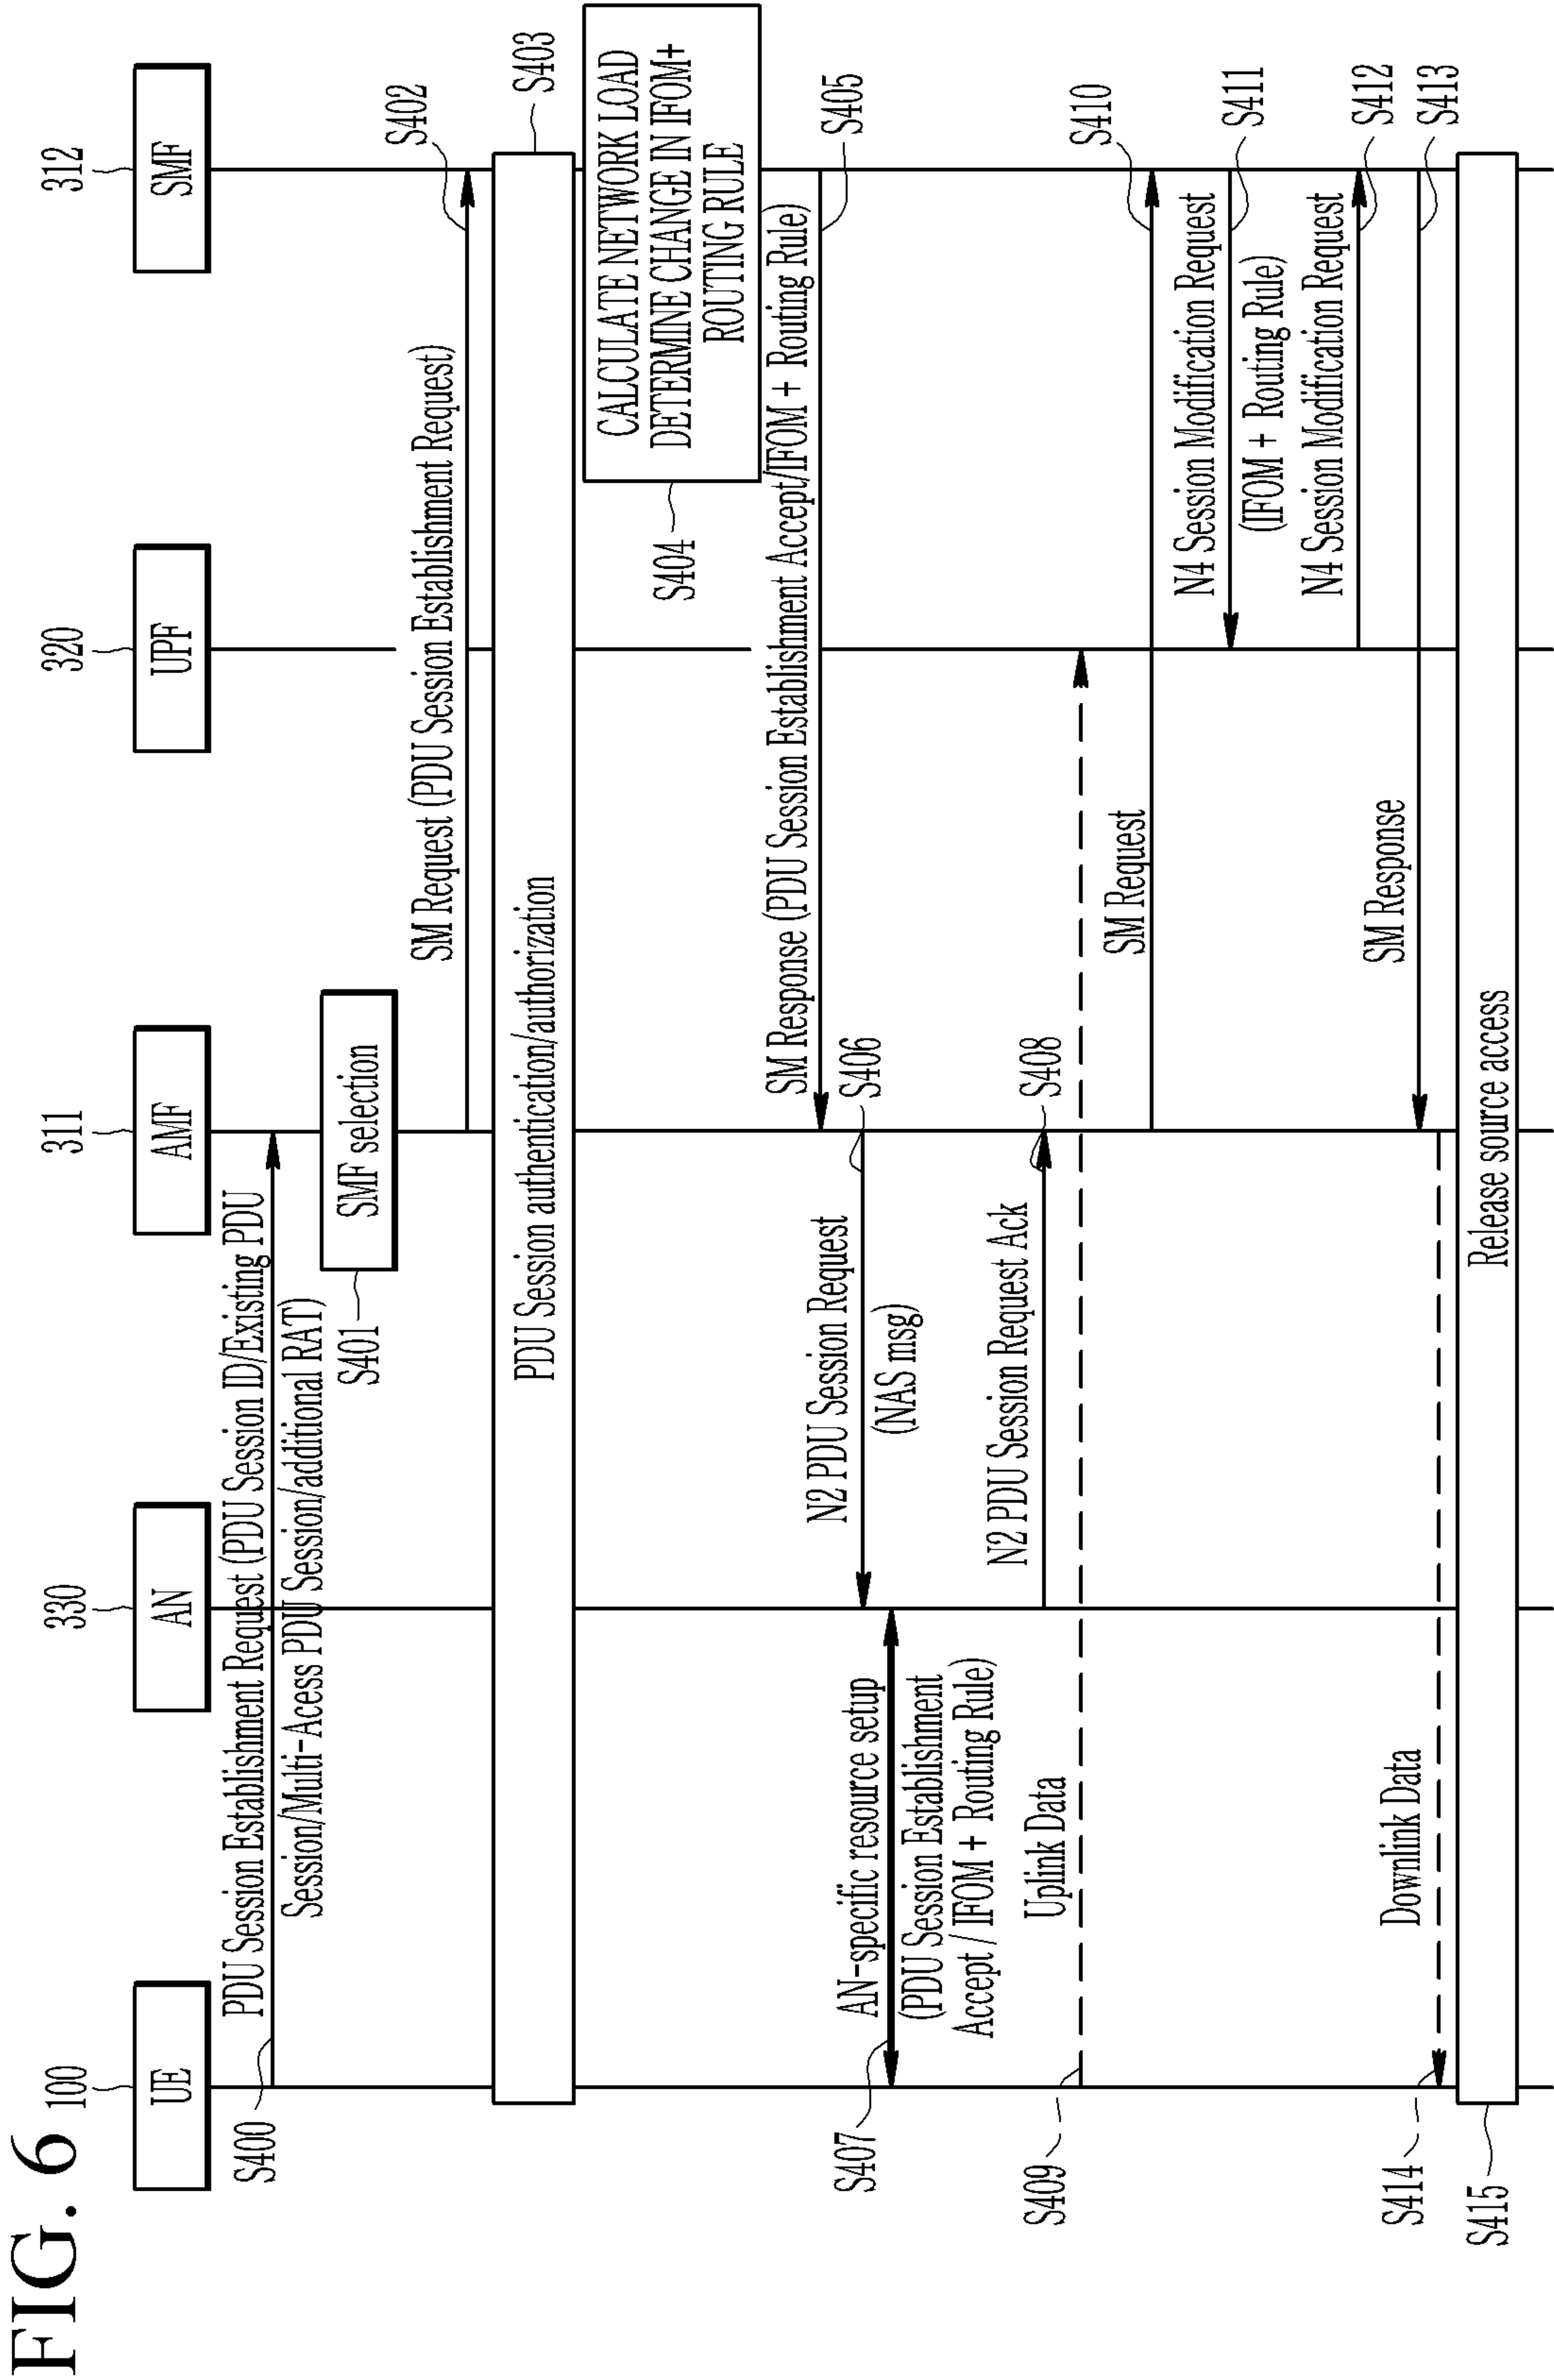 FIG. 6
100
330
311
320
312
UE
AN
AMF
UPF
SMF
S400
PDU Session Establishment Request (PDU Session ID/Existing PDU
Session/Multi-Acess PDU Session/additional RAT)
S401
SMF selection
S402
SM Request (PDU Session Establishment Request)
S403
PDU Session authentication/authorization
S404
CALCULATE NETWORK LOAD
DETERMINE CHANGE IN IFOM+
ROUTING RULE
SM Response (PDU Session Establishment Accept/IFOM + Routing Rule)
S405
S406
N2 PDU Session Request
(NAS msg)
S407
AN-specific resource setup
(PDU Session Establishment
Accept / IFOM + Routing Rule)
S408
N2 PDU Session Request Ack
S409
Uplink Data
SM Request
S410
N4 Session Modification Request
(IFOM + Routing Rule)
S411
N4 Session Modification Request
S412
SM Response
S413
S414
Downlink Data
S415
Release source access